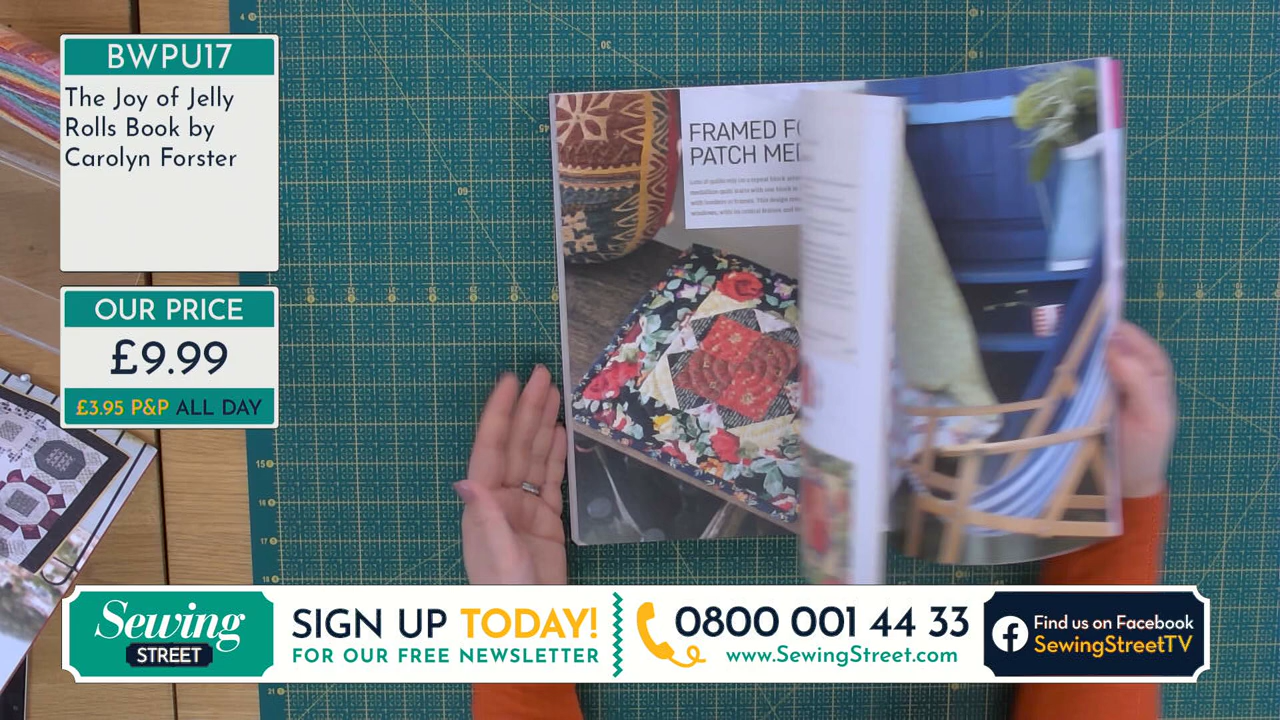 BWPU17
The Joy of Jelly
Rolls Book by
Carolyn Forster
OUR PRICE
£9.99
£3.95 P&P ALL DAY
FRAMED
PATCH
Sewing
STREET
SIGN UP TODAY!
FOR OUR FREE NEWSLETTER
0800 001 44 33
www.SewingStreet.com
Find us on Facebook
SewingStreetTV